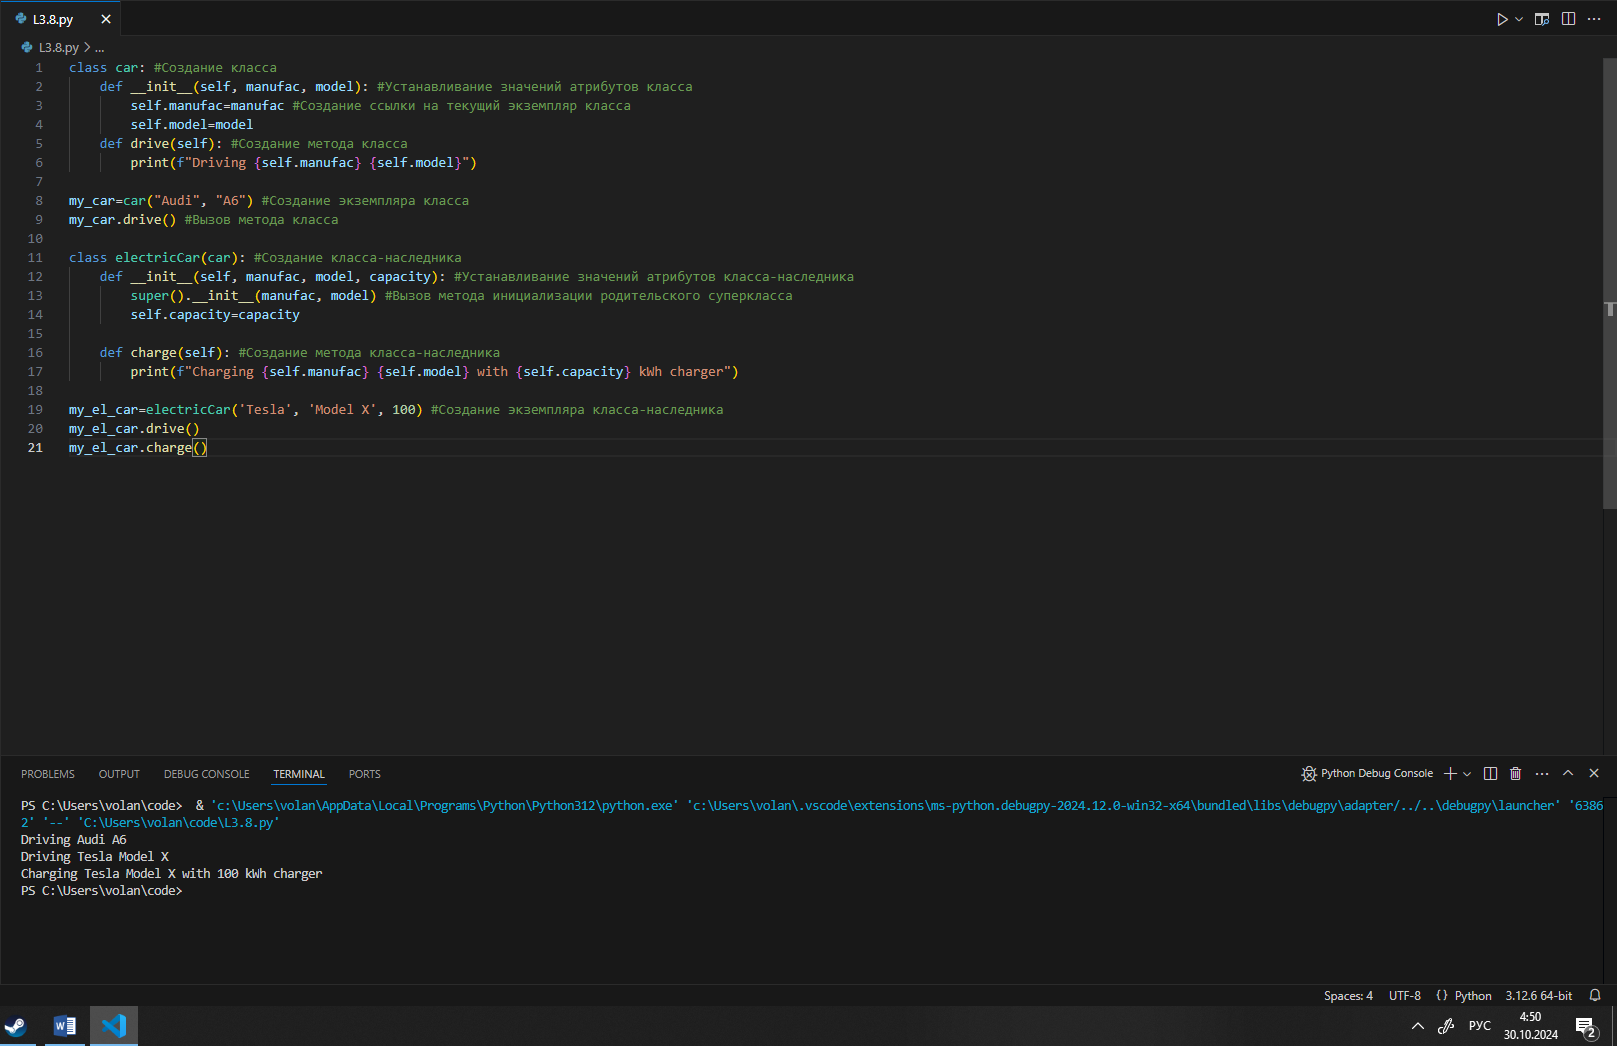 L3.8.py
L3.8.py > ...
1 class car: #Создание класса
2 def __init__(self, manufac, model): #Устанавливание значений атрибутов класса
3 self.manufac=manufac #Создание ссылки на текущий экземпляр класса
4 self.model=model
5 def drive(self): #Создание метода класса
6 print(f"Driving {self.manufac} {self.model}")
7
8 my_car=car("Audi", "A6") #Создание экземпляра класса
9 my_car.drive() #Вызов метода класса
10
11 class electricCar(car): #Создание класса-наследника
12 def __init__(self, manufac, model, capacity): #Устанавливание значений атрибутов класса-наследника
13 super().__init__(manufac, model) #Вызов метода инициализации родительского суперкласса
14 self.capacity=capacity
15
16 def charge(self): #Создание метода класса-наследника
17 print(f"Charging {self.manufac} {self.model} with {self.capacity} kWh charger")
18
19 my_el_car=electricCar('Tesla', 'Model X', 100) #Создание экземпляра класса-наследника
20 my_el_car.drive()
21 my_el_car.charge()
PROBLEMS OUTPUT DEBUG CONSOLE TERMINAL PORTS Python Debug Console
PS C:\Users\volan\code> & 'c:\Users\volan\AppData\Local\Programs\Python\Python312\python.exe' 'c:\Users\volan\.vscode\extensions\ms-python.debugpy-2024.12.0-win32-x64\bundled\libs\debugpy\adapter/../..\debugpy\launcher' '6386
2' '--' 'C:\Users\volan\code\L3.8.py'
Driving Audi A6
Driving Tesla Model X
Charging Tesla Model X with 100 kWh charger
PS C:\Users\volan\code>
Spaces: 4 UTF-8 {} Python 3.12.6 64-bit
РУС 4:50
30.10.2024 2